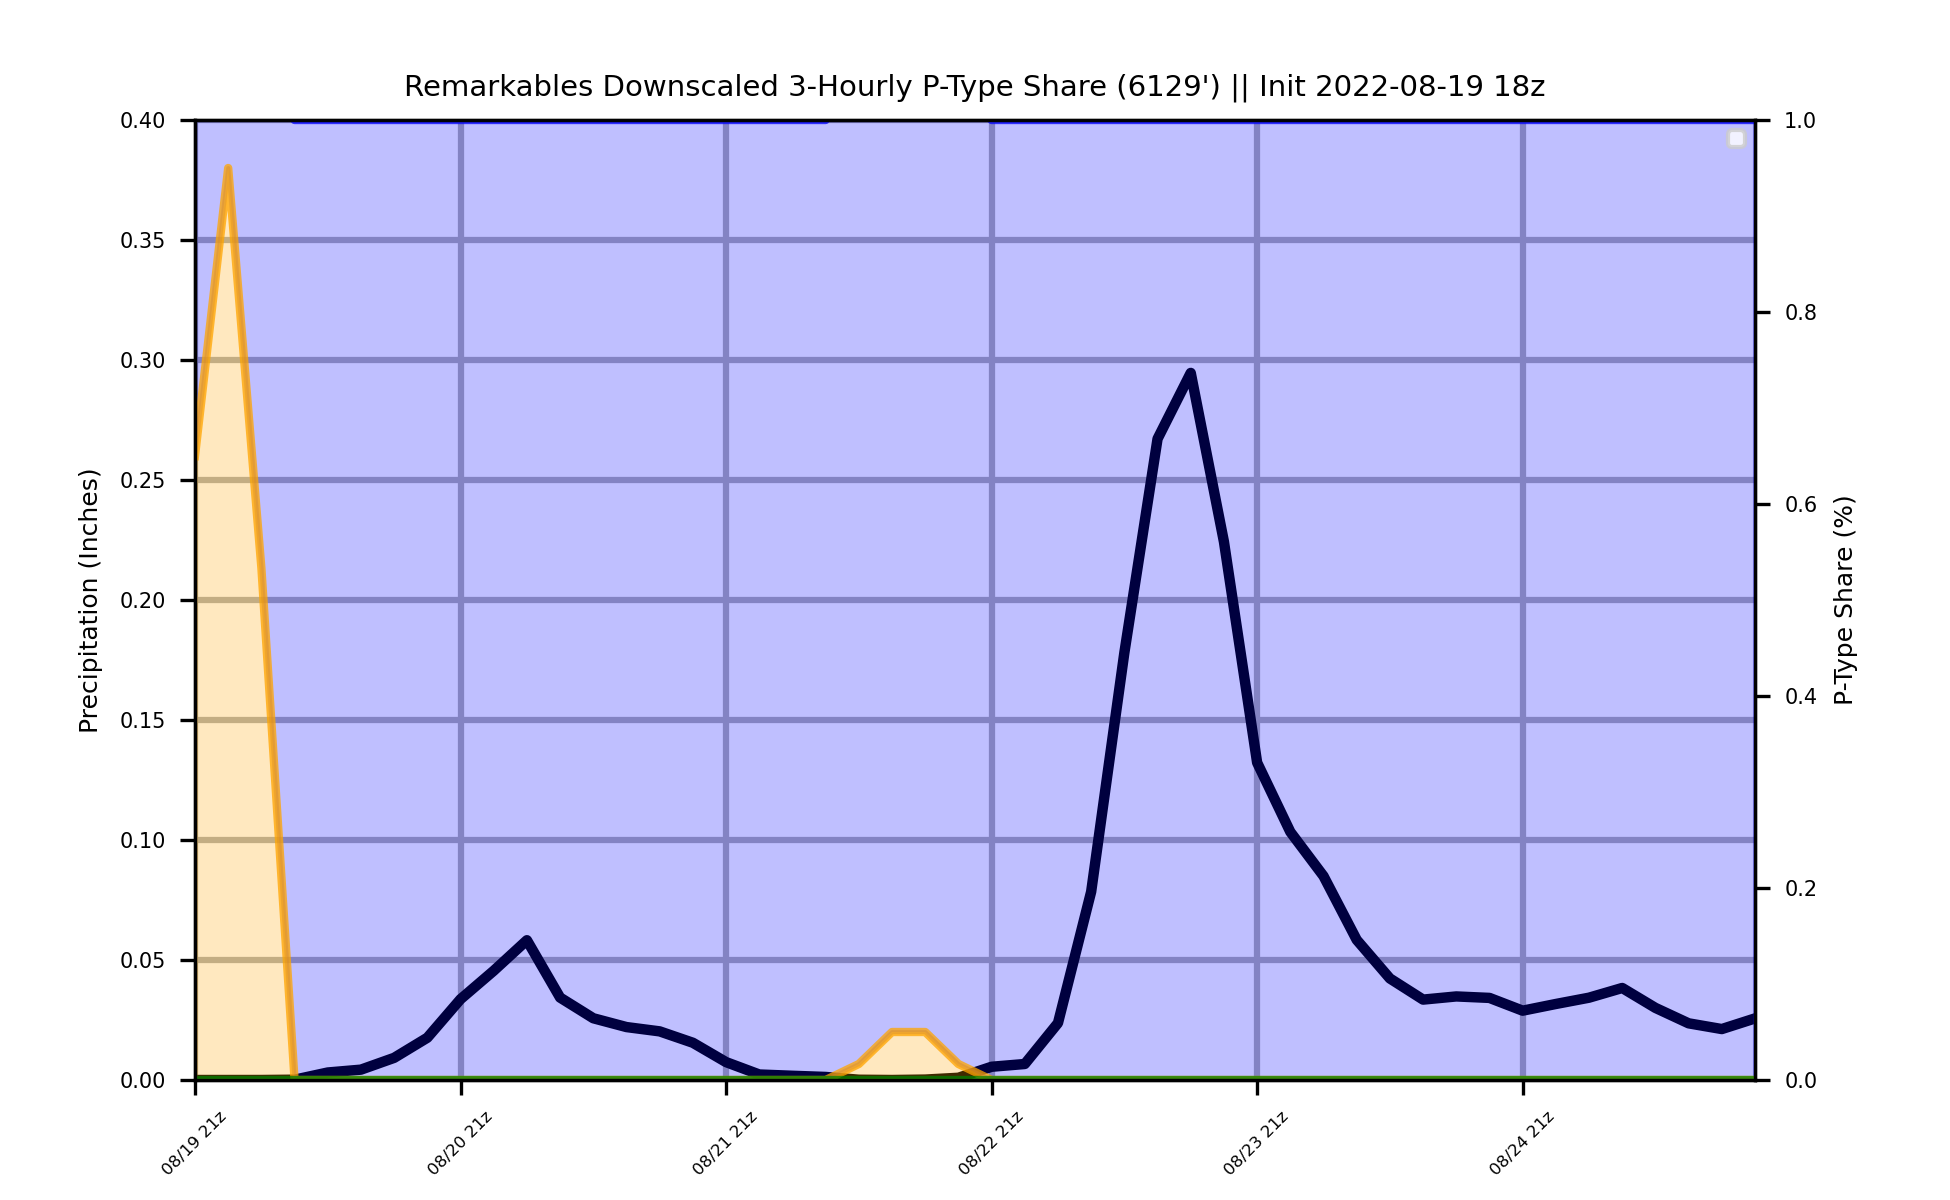 Remarkables Downscaled 3-Hourly P-Type Share (6129') || Init 2022-08-19 18z
Precipitation (Inches)
0.40
0.35
0.30
0.25
0.20
0.15
0.10
0.05
0.00
1.0
0.8
0.6
0.4
0.2
0.0
P-Type Share (%)
08/19 21z
08/20 21z
08/21 21z
08/22 21z
08/23 21z
08/24 21z